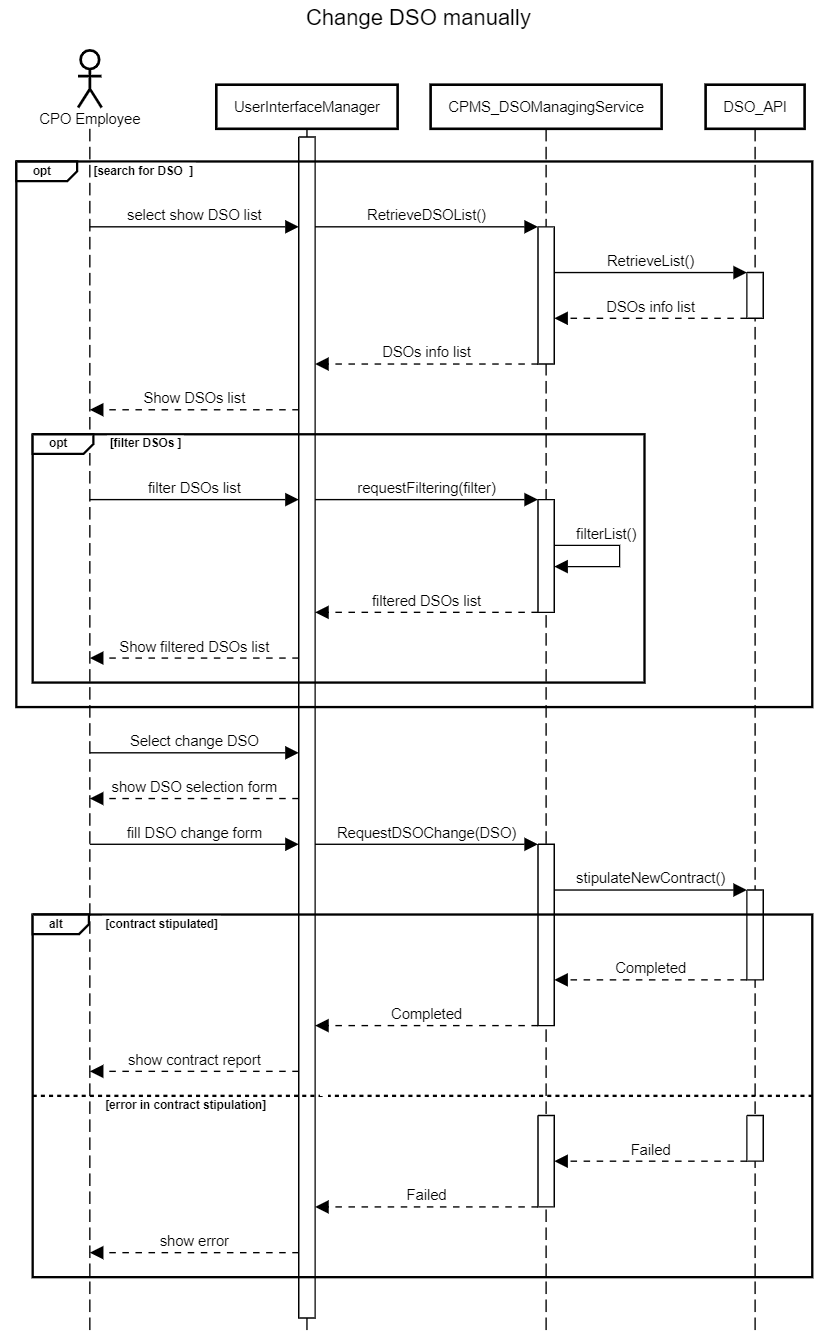 Change DSO manually
CPO Employee
UserInterfaceManager
CPMS_DSOManagingService
DSO_API
opt
[search for DSO  ]
select show DSO list
RetrieveDSOList()
RetrieveList()
DSOs info list
DSOs info list
Show DSOs list
opt
[filter DSOs ]
filter DSOs list
requestFiltering(filter)
filterList()
filtered DSOs list
Show filtered DSOs list
Select change DSO
show DSO selection form
fill DSO change form
RequestDSOChange(DSO)
stipulateNewContract()
alt
[contract stipulated]
Completed
Completed
show contract report
[error in contract stipulation]
Failed
Failed
show error